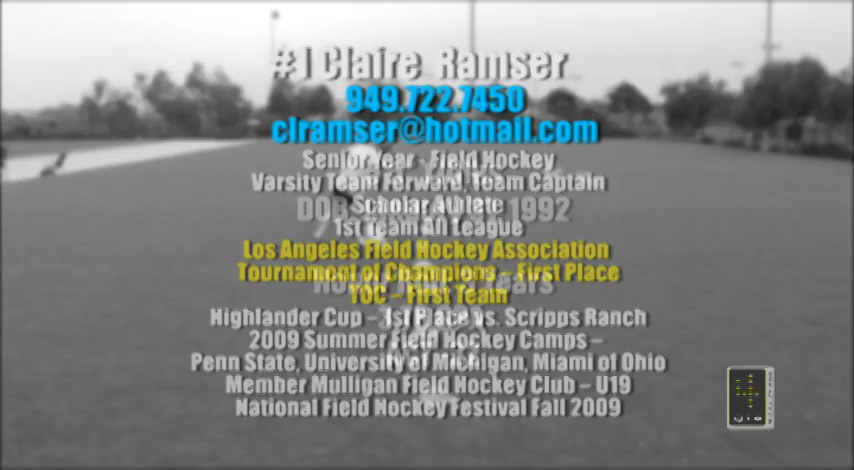 #1 Claire Ramser
949.722.7450
clramser@hotmail.com
Senior Year - Field Hockey
Varsity Team Forward, Team Captain
Scholar Athlete
DOB 1992
1st Team All League
Los Angeles Field Hockey Association
Tournament of Champions - First Place
Years
TOC - First Team
Highlander Cup - 1st Place vs. Scripps Ranch
2009 Summer Field Hockey Camps -
Penn State, University of Michigan, Miami of Ohio
Member Mulligan Field Hockey Club - U19
National Field Hockey Festival Fall 2009